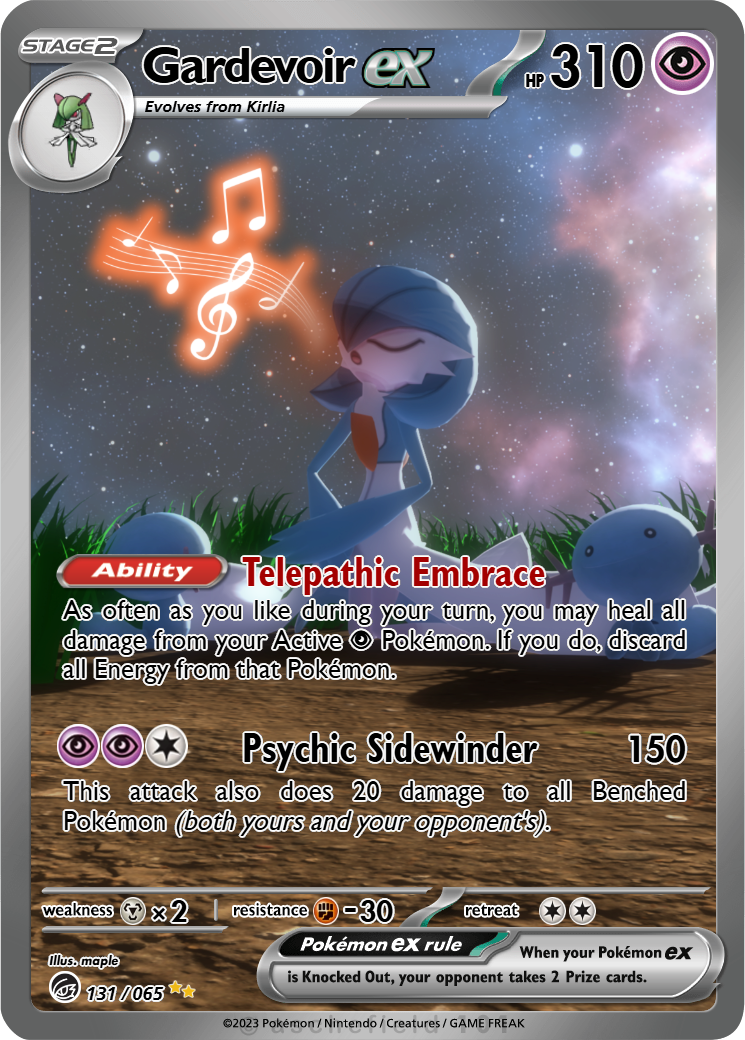 STAGE2
Gardevoir ex
HP 310
Evolves from Kirlia
Ability Telepathic Embrace
As often as you like during your turn, you may heal all
damage from your Active Pokémon. If you do, discard
all Energy from that Pokémon.
Psychic Sidewinder 150
This attack also does 20 damage to all Benched
Pokémon (both yours and your opponent's).
weakness ×2 resistance -30 retreat
Pokémon ex rule When your Pokémon ex
is Knocked Out, your opponent takes 2 Prize cards.
Illus. maple
131 / 065
©2023 Pokémon / Nintendo / Creatures / GAME FREAK